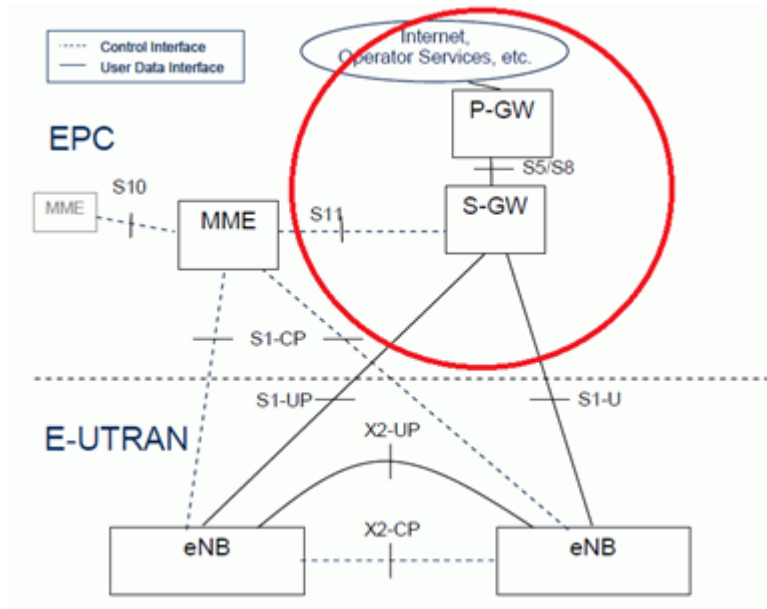 Control Interface
User Data Interface
Internet,
Operator Services, etc.
P-GW
EPC
S5/S8
S10
MME
MME
S11
S-GW
S1-CP
S1-UP
S1-U
E-UTRAN
X2-UP
X2-CP
eNB
eNB